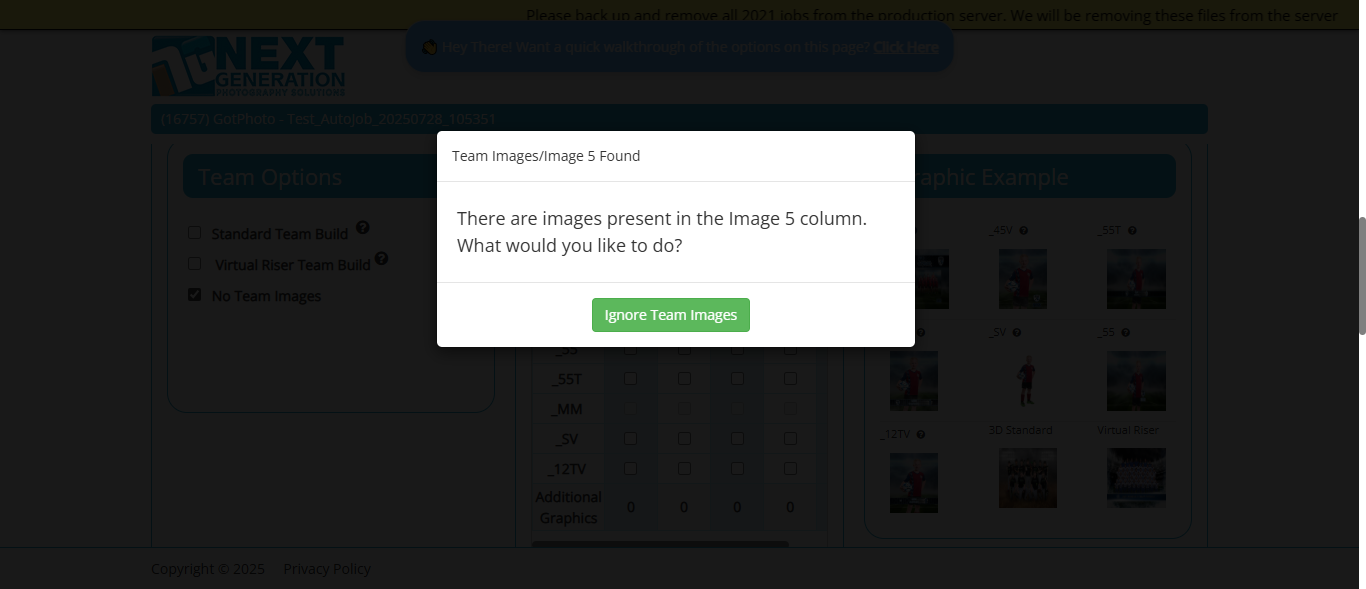 Please back up and remove all 2021 jobs from the production server. We will be removing these files from the server
Hey There! Want a quick walkthrough of the options on this page? Click Here
NEXT
GENERATION
PHOTOGRAPHY SOLUTIONS
(16757) GotPhoto - Test_AutoJob_20250728_105351
Team Images/Image 5 Found
There are images present in the Image 5 column.
What would you like to do?
Ignore Team Images
Team Options
Standard Team Build
Virtual Riser Team Build
No Team Images
_55T
_MM
_SV
_12TV
Additional
Graphics
0 0 0 0
raphic Example
_45V
_55T
_SV
_55
_12TV
3D Standard
Virtual Riser
Copyright © 2025 Privacy Policy